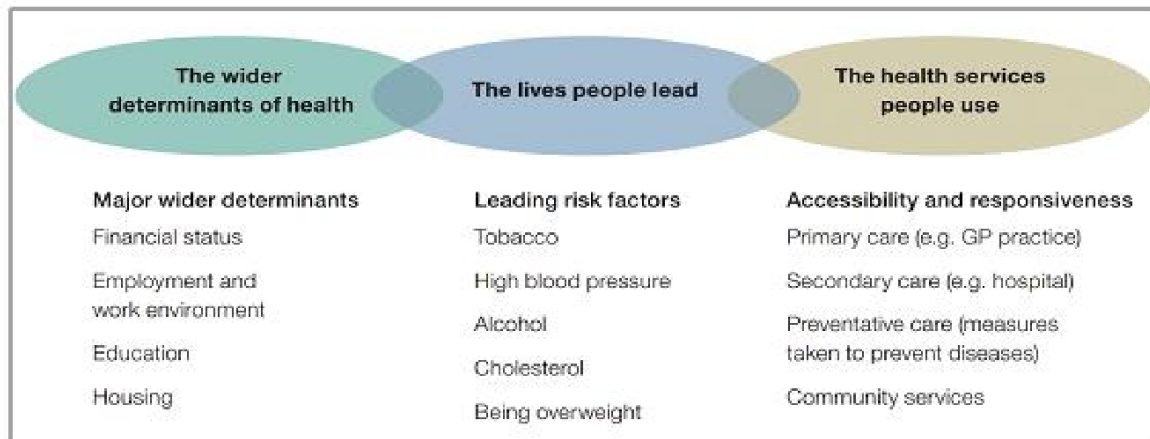 The wider
determinants of health
The lives people lead
The health services
people use
Major wider determinants
Financial status
Employment and
work environment
Education
Housing
Leading risk factors
Tobacco
High blood pressure
Alcohol
Cholesterol
Being overweight
Accessibility and responsiveness
Primary care (e.g. GP practice)
Secondary care (e.g. hospital)
Preventative care (measures
taken to prevent diseases)
Community services